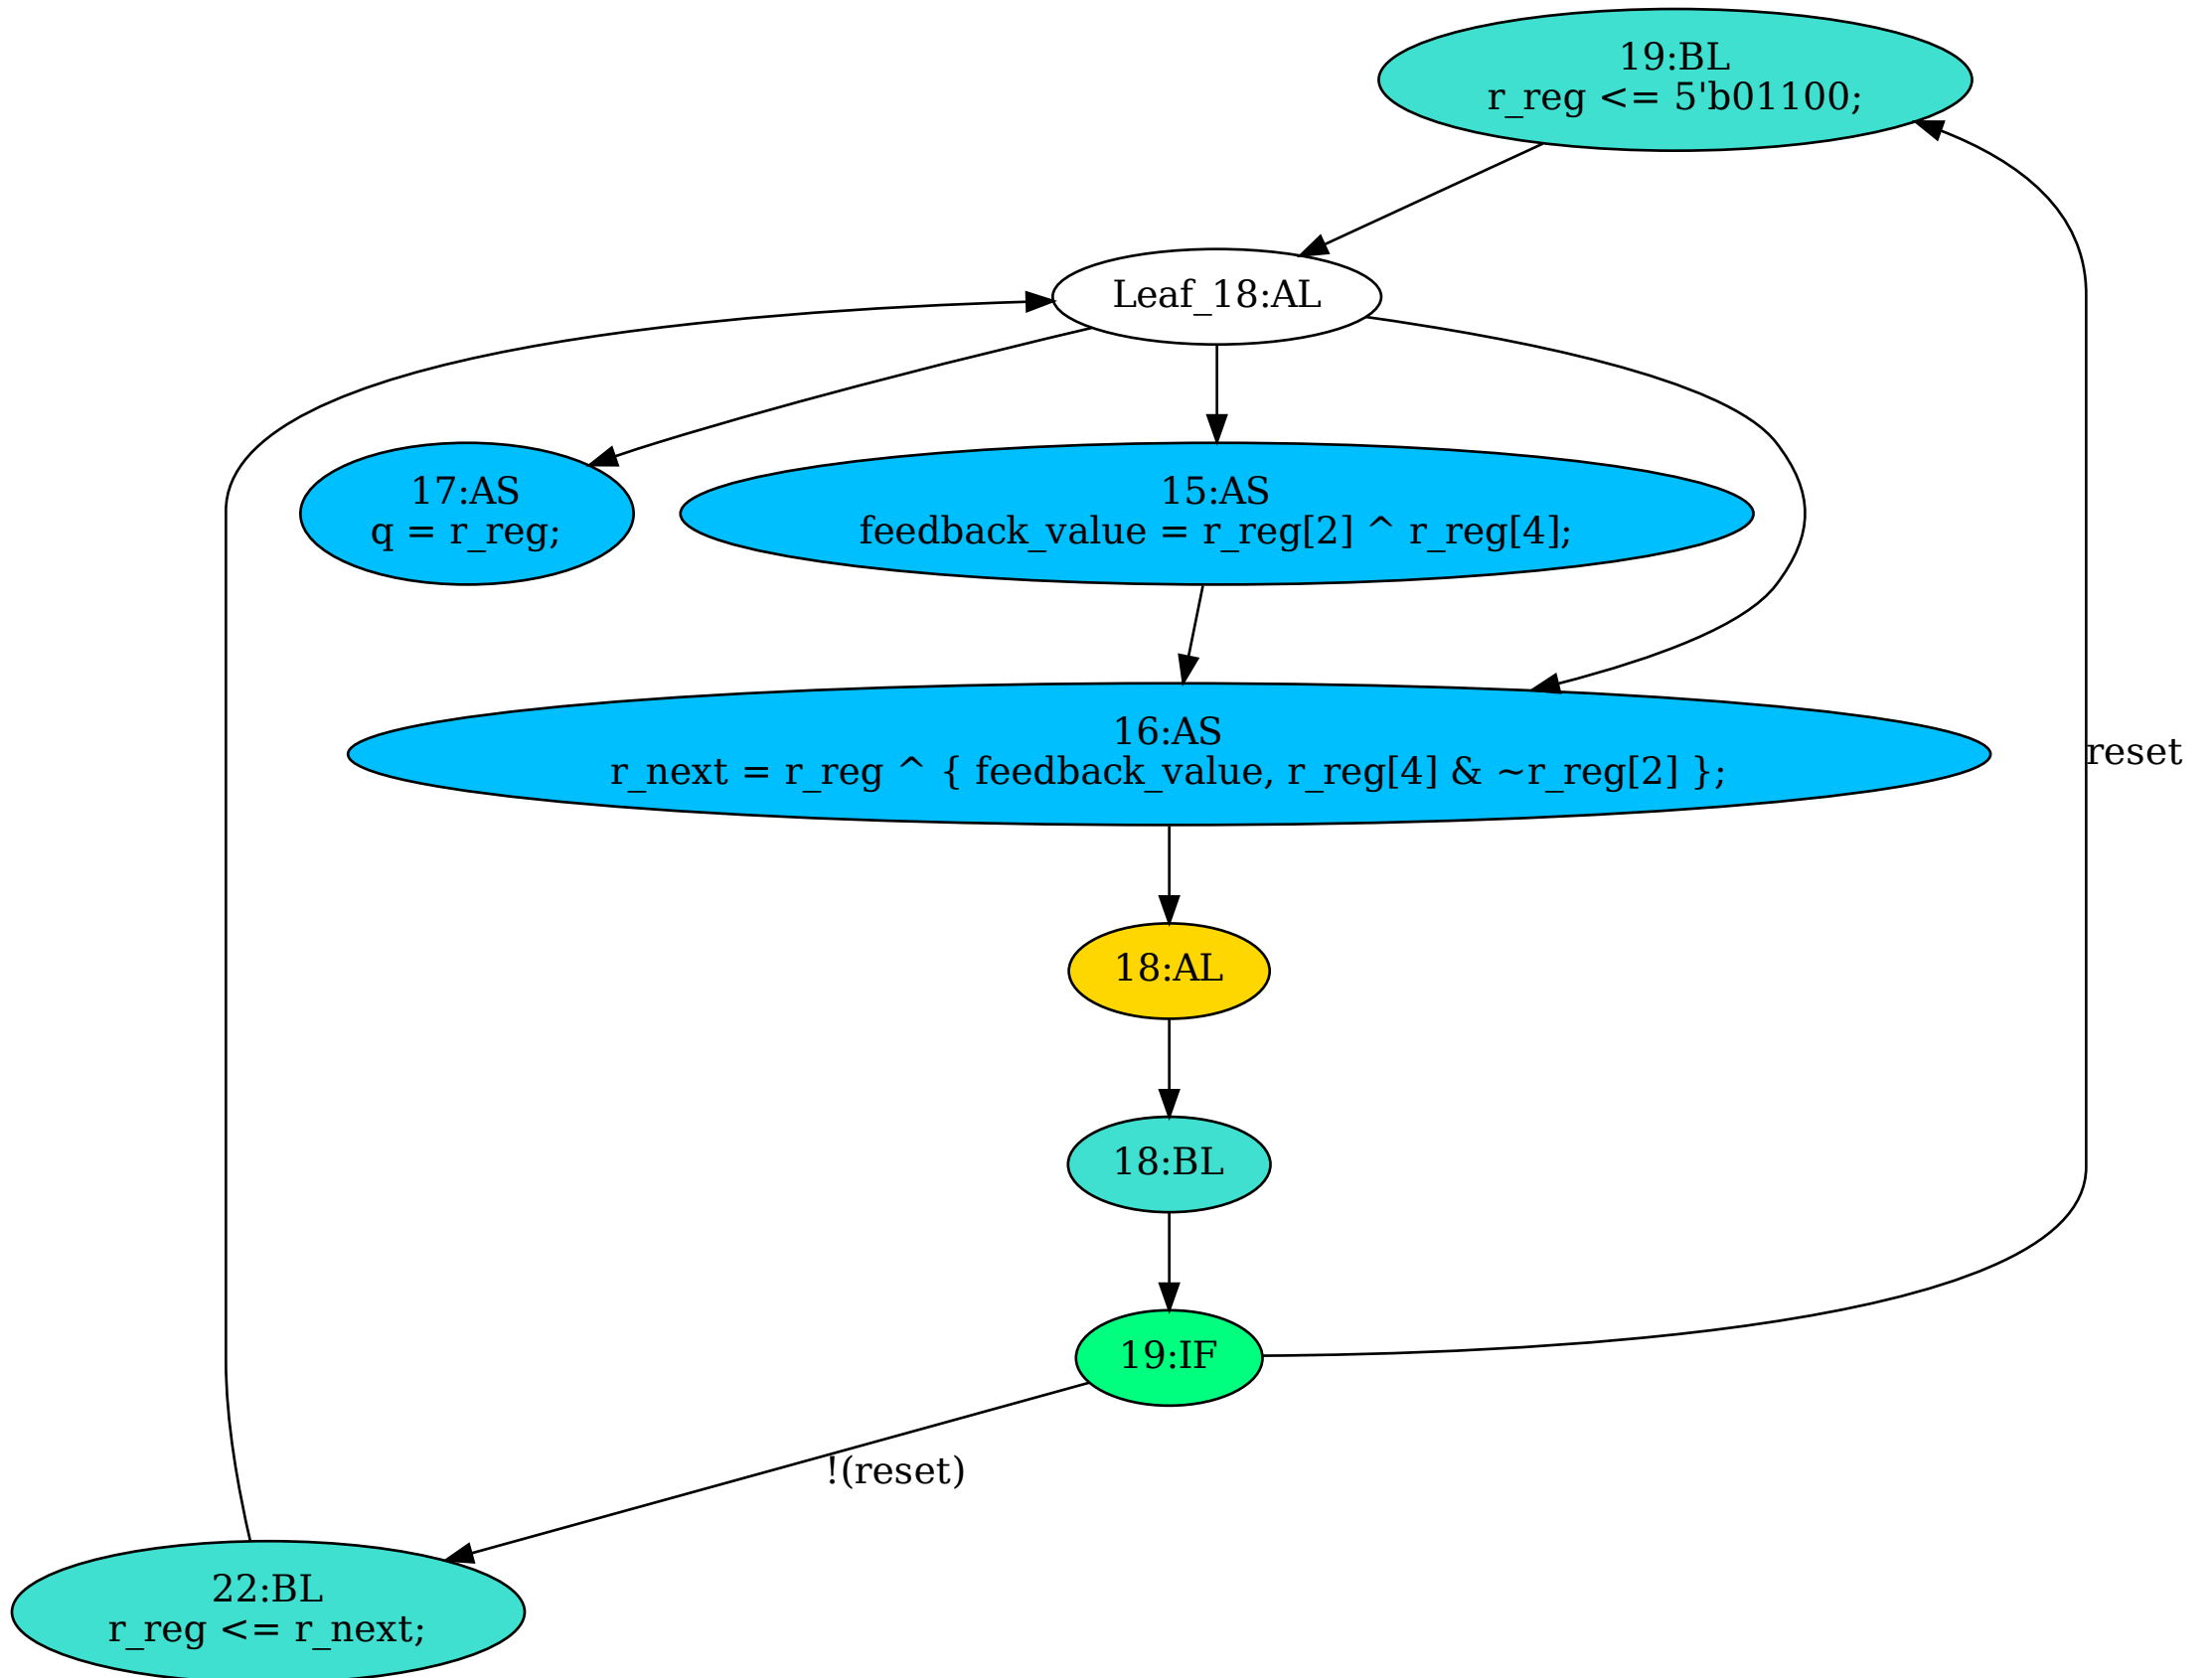 19:BL
r_reg <= 5'b01100;
Leaf_18:AL
17:AS
q = r_reg;
15:AS
feedback_value = r_reg[2] ^ r_reg[4];
16:AS
r_next = r_reg ^ { feedback_value, r_reg[4] & ~r_reg[2] };
reset
18:AL
18:BL
19:IF
!(reset)
22:BL
r_reg <= r_next;